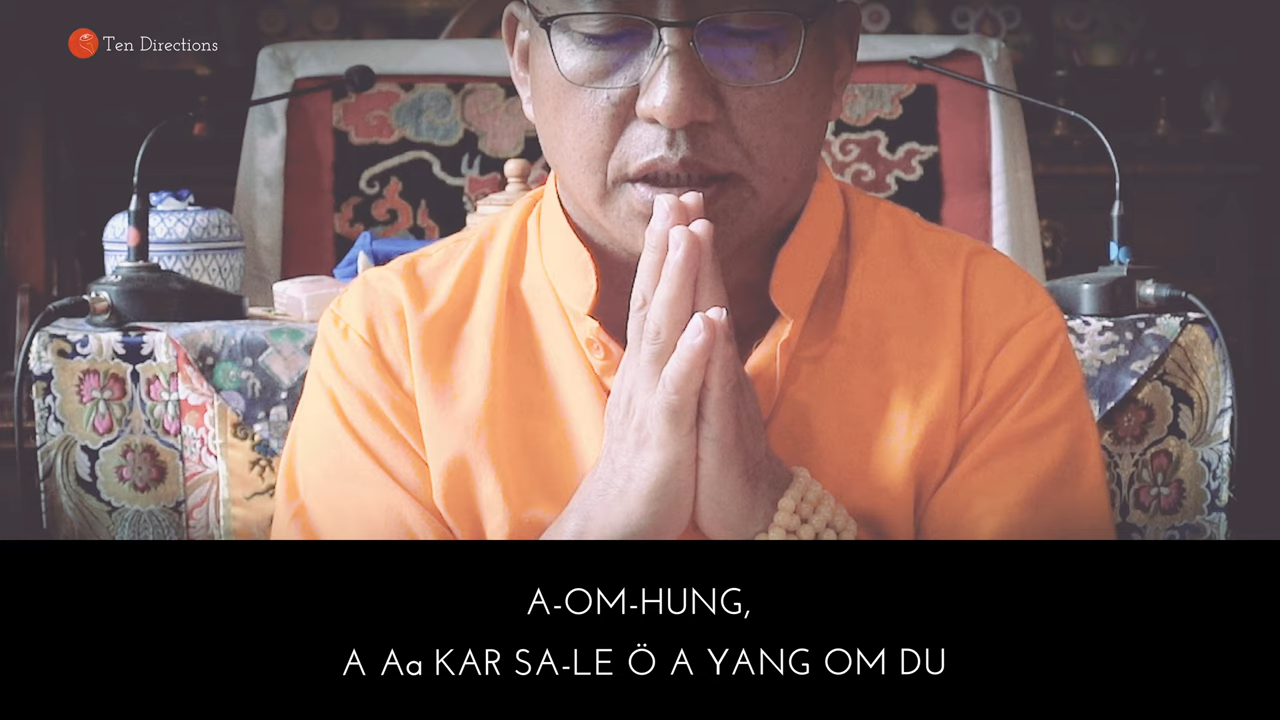 Ten Directions
A-OM-HUNG,
A Aa KAR SA-LE Ö A YANG OM DU